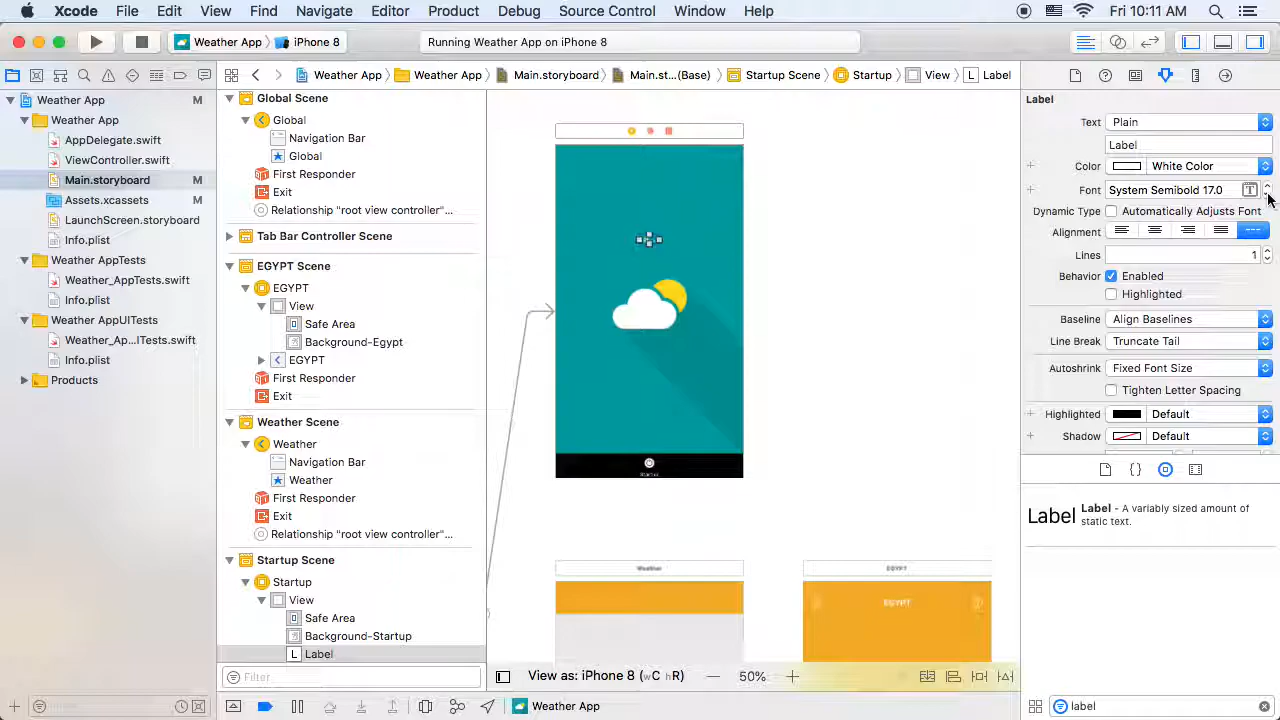 Xcode File Edit View Find Navigate Editor Product Debug Source Control Window Help Fri 10:11 AM
Weather App iPhone 8 Running Weather App on iPhone 8
Weather App M
Weather App
AppDelegate.swift
ViewController.swift
Main.storyboard M
Assets.xcassets M
LaunchScreen.storyboard
Info.plist
Weather_AppTests
Weather_AppTests.swift
Info.plist
Weather AppUITests
Weather_Ap...ITests.swift
Info.plist
Products
Filter
Weather App Weather App Main.storyboard Main.st...(Base) Startup Scene Startup View L Label
Global Scene
Global
Navigation Bar
Global
First Responder
Exit
Relationship "root view controller"...
Tab Bar Controller Scene
EGYPT Scene
EGYPT
View
Safe Area
Background-Egypt
EGYPT
First Responder
Exit
Weather Scene
Weather
Navigation Bar
Weather
First Responder
Exit
Relationship "root view controller"...
Startup Scene
Startup
View
Safe Area
Background-Startup
L Label
Filter
Weather
EGYPT
EGYPT
View as: iPhone 8 (wC hR) 50%
Weather App
Label
Text Plain
Label
Color White Color
Font System Semibold 17.0
Dynamic Type Automatically Adjusts Font
Alignment
Lines 1
Behavior Enabled
Highlighted
Baseline Align Baselines
Line Break Truncate Tail
Autoshrink Fixed Font Size
Tighten Letter Spacing
Highlighted Default
Shadow Default
Label Label - A variably sized amount of
static text.
label